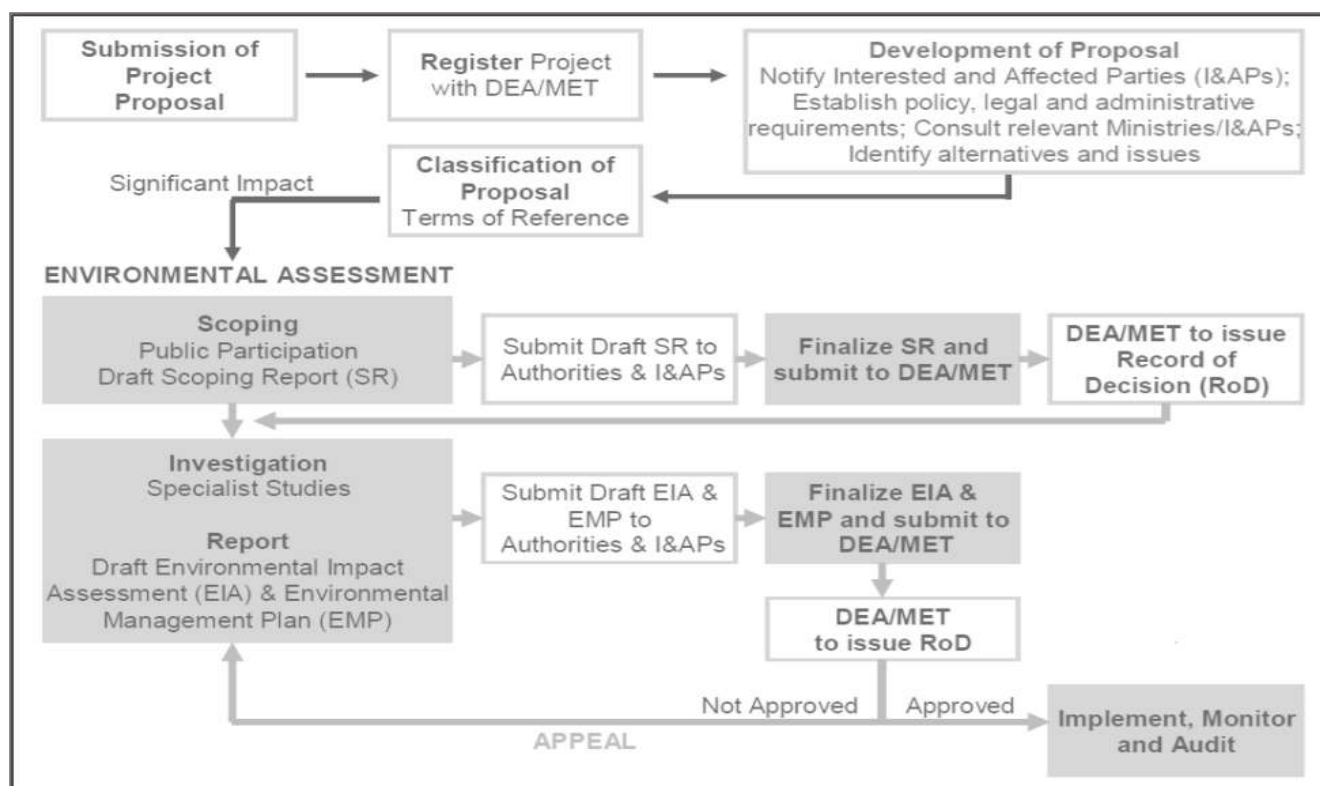 Submission of
Project
Proposal
Register Project
with DEA/MET
Development of Proposal
Notify Interested and Affected Parties (I&APs);
Establish policy, legal and administrative
requirements; Consult relevant Ministries/I&APs;
Identify alternatives and issues
Significant Impact
Classification of
Proposal
Terms of Reference
ENVIRONMENTAL ASSESSMENT
Scoping
Public Participation
Draft Scoping Report (SR)
Submit Draft SR to
Authorities & I&APs
Finalize SR and
submit to DEA/MET
DEA/MET to issue
Record of
Decision (RoD)
Investigation
Specialist Studies
Report
Draft Environmental Impact
Assessment (EIA) & Environmental
Management Plan (EMP)
Submit Draft EIA &
EMP to
Authorities & I&APs
Finalize EIA &
EMP and submit to
DEA/MET
DEA/MET
to issue RoD
Not Approved
Approved
APPEAL
Implement, Monitor
and Audit